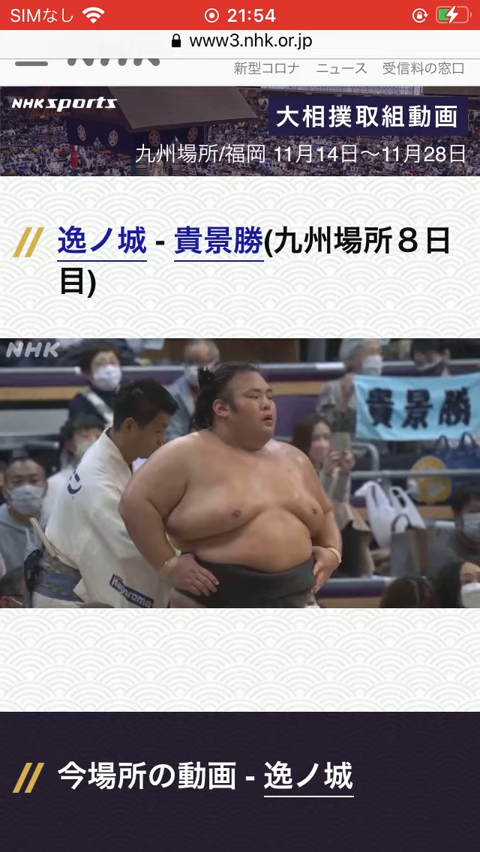 SIMなし 21:54
www3.nhk.or.jp
NHK
新型コロナ ニュース 受信料の窓口
NHK sports
大相撲取組動画
九州場所/福岡 11月14日〜11月28日
逸ノ城 - 貴景勝(九州場所８日
目)
NHK
貴景勝
今場所の動画 - 逸ノ城